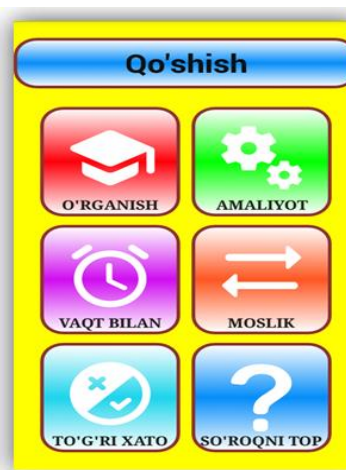 Qo'shish
O'RGANISH
AMALIYOT
VAQT BILAN
MOSLIK
TO'G'RI XATO
SO'ROQNI TOP